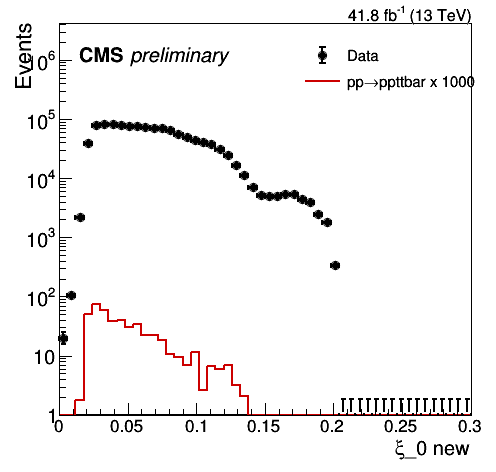 41.8 fb⁻¹ (13 TeV)
CMS preliminary
Data
pp→ppttbar x 1000
Events
10⁶
10⁵
10⁴
10³
10²
10
1
0 0.05 0.1 0.15 0.2 0.25 0.3
ξ_0 new